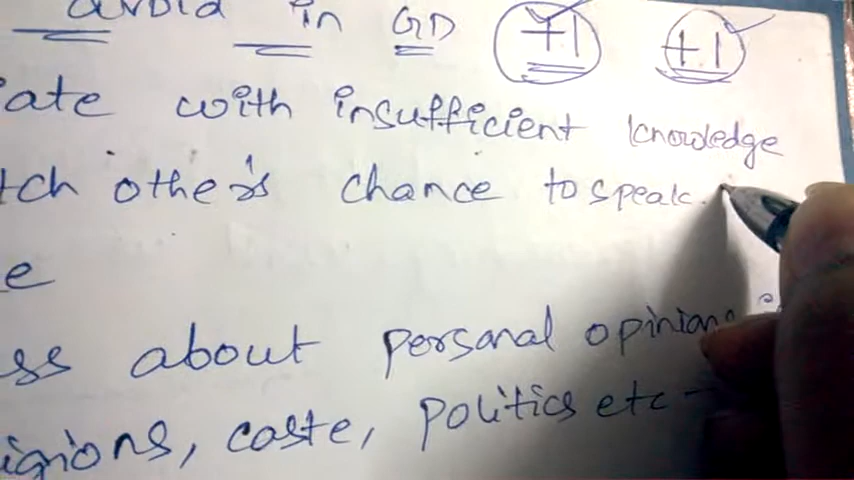 avoid in GD +1 +1
ate with insufficient knowledge
tch other's chance to speak.
e
ss about personal opinions
igions, caste, politics etc -